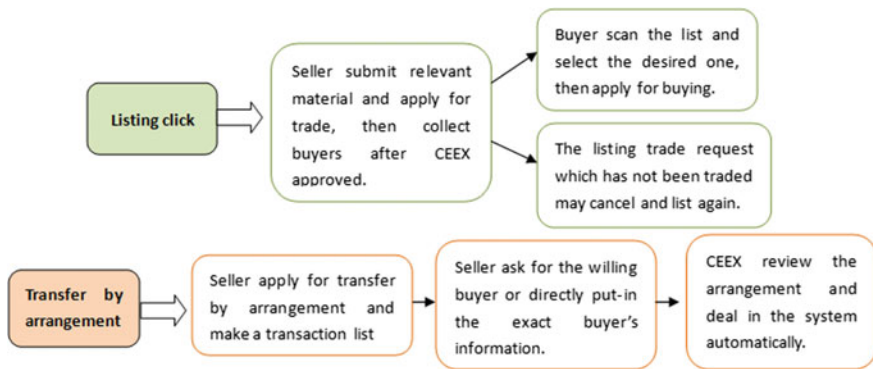 Listing click
Seller submit relevant
material and apply for
trade, then collect
buyers after CEEX
approved.
Buyer scan the list and
select the desired one,
then apply for buying.
The listing trade request
which has not been traded
may cancel and list again.
Transfer by
arrangement
Seller apply for transfer
by arrangement and
make a transaction list
Seller ask for the willing
buyer or directly put-in
the exact buyer's
information.
CEEX review the
arrangement and
deal in the system
automatically.